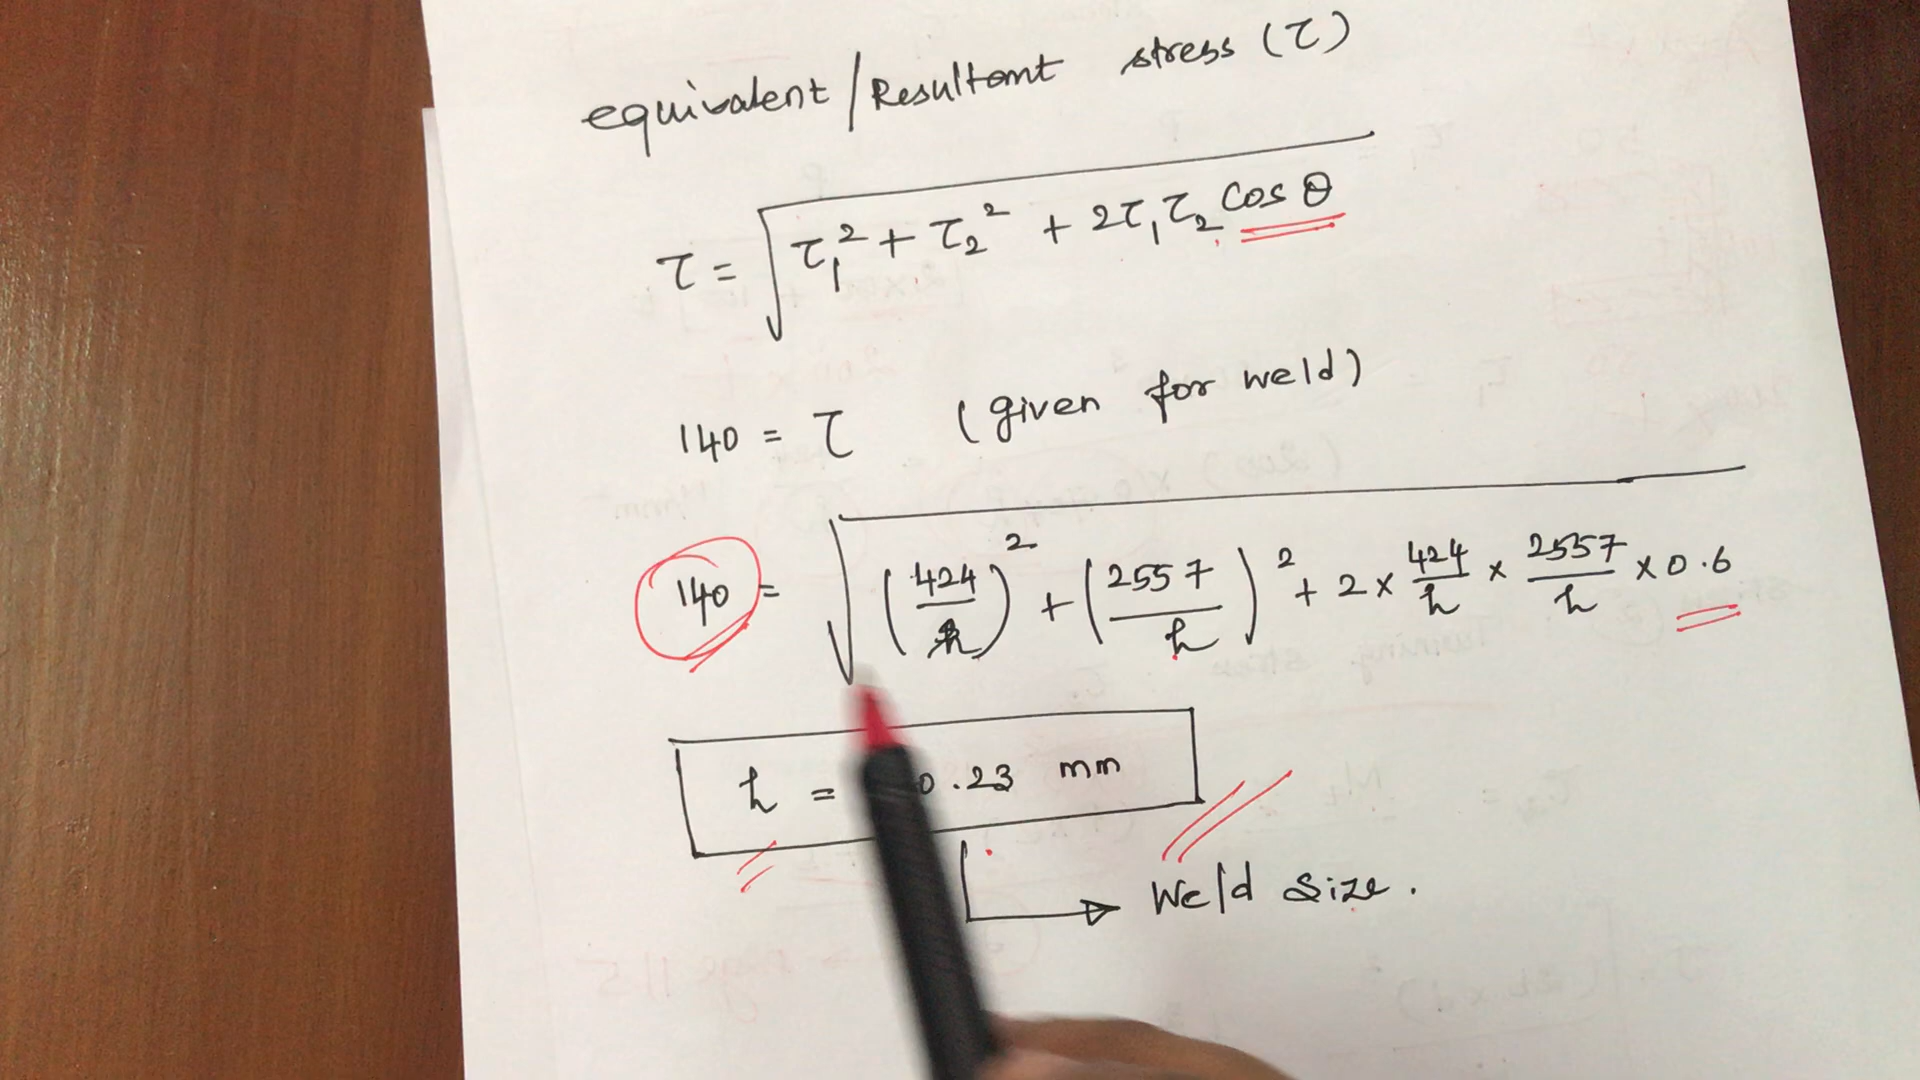 equivalent/Resultant stress (τ)
τ = √(τ₁² + τ₂² + 2τ₁τ₂ cos θ)
140 = τ (given for weld)
140 = √((424/h)² + (2557/h)² + 2 × 424/h × 2557/h × 0.6)
h = 0.23 mm
Weld size.